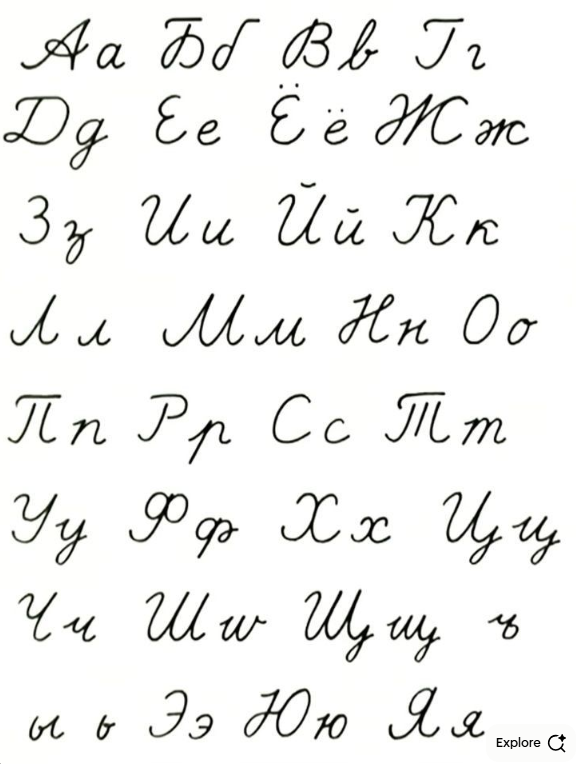 Аа Бб Вв Гг
Дд Ее Ёё Жж
Зз Ии Йй Кк
Лл Мм Нн Оо
Пп Рр Сс Тт
Уу Фф Хх Цц
Чч Шш Щщ ъ
ы ь Ээ Юю Яя
Explore